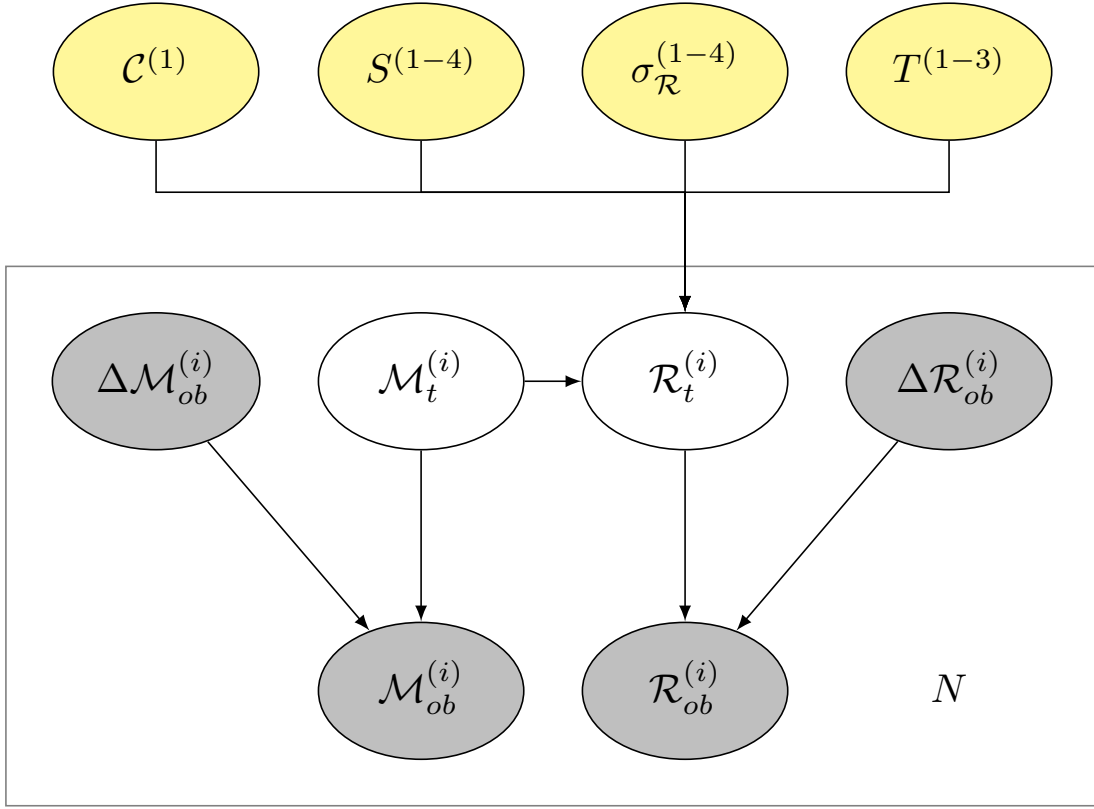 𝒞^(1) S^(1−4) σ_ℛ^(1−4) T^(1−3)
Δℳ_ob^(i) ℳ_t^(i) ℛ_t^(i) Δℛ_ob^(i)
ℳ_ob^(i) ℛ_ob^(i) N